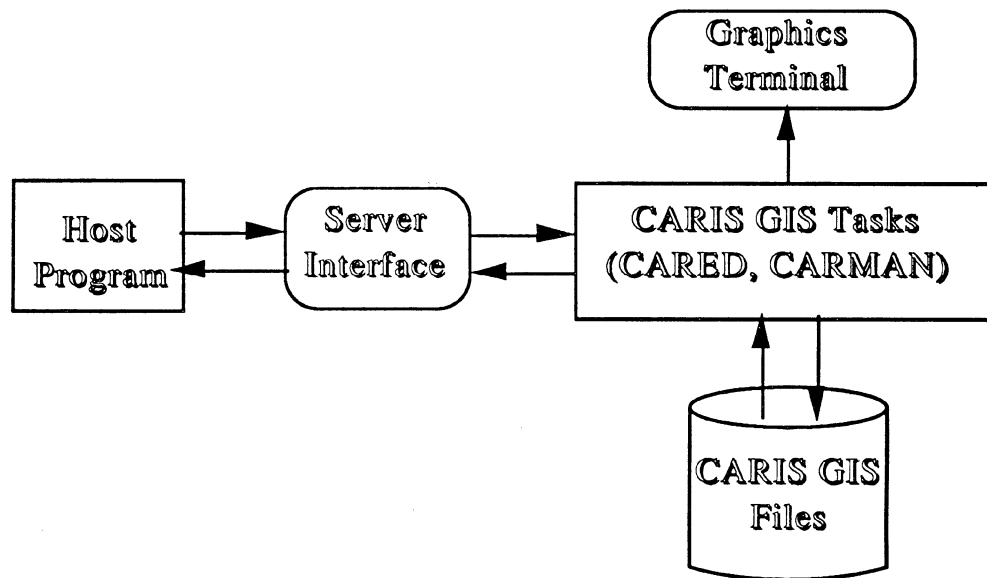 Graphics
Terminal
Host
Program
Server
Interface
CARIS GIS Tasks
(CARED, CARMAN)
CARIS GIS
Files